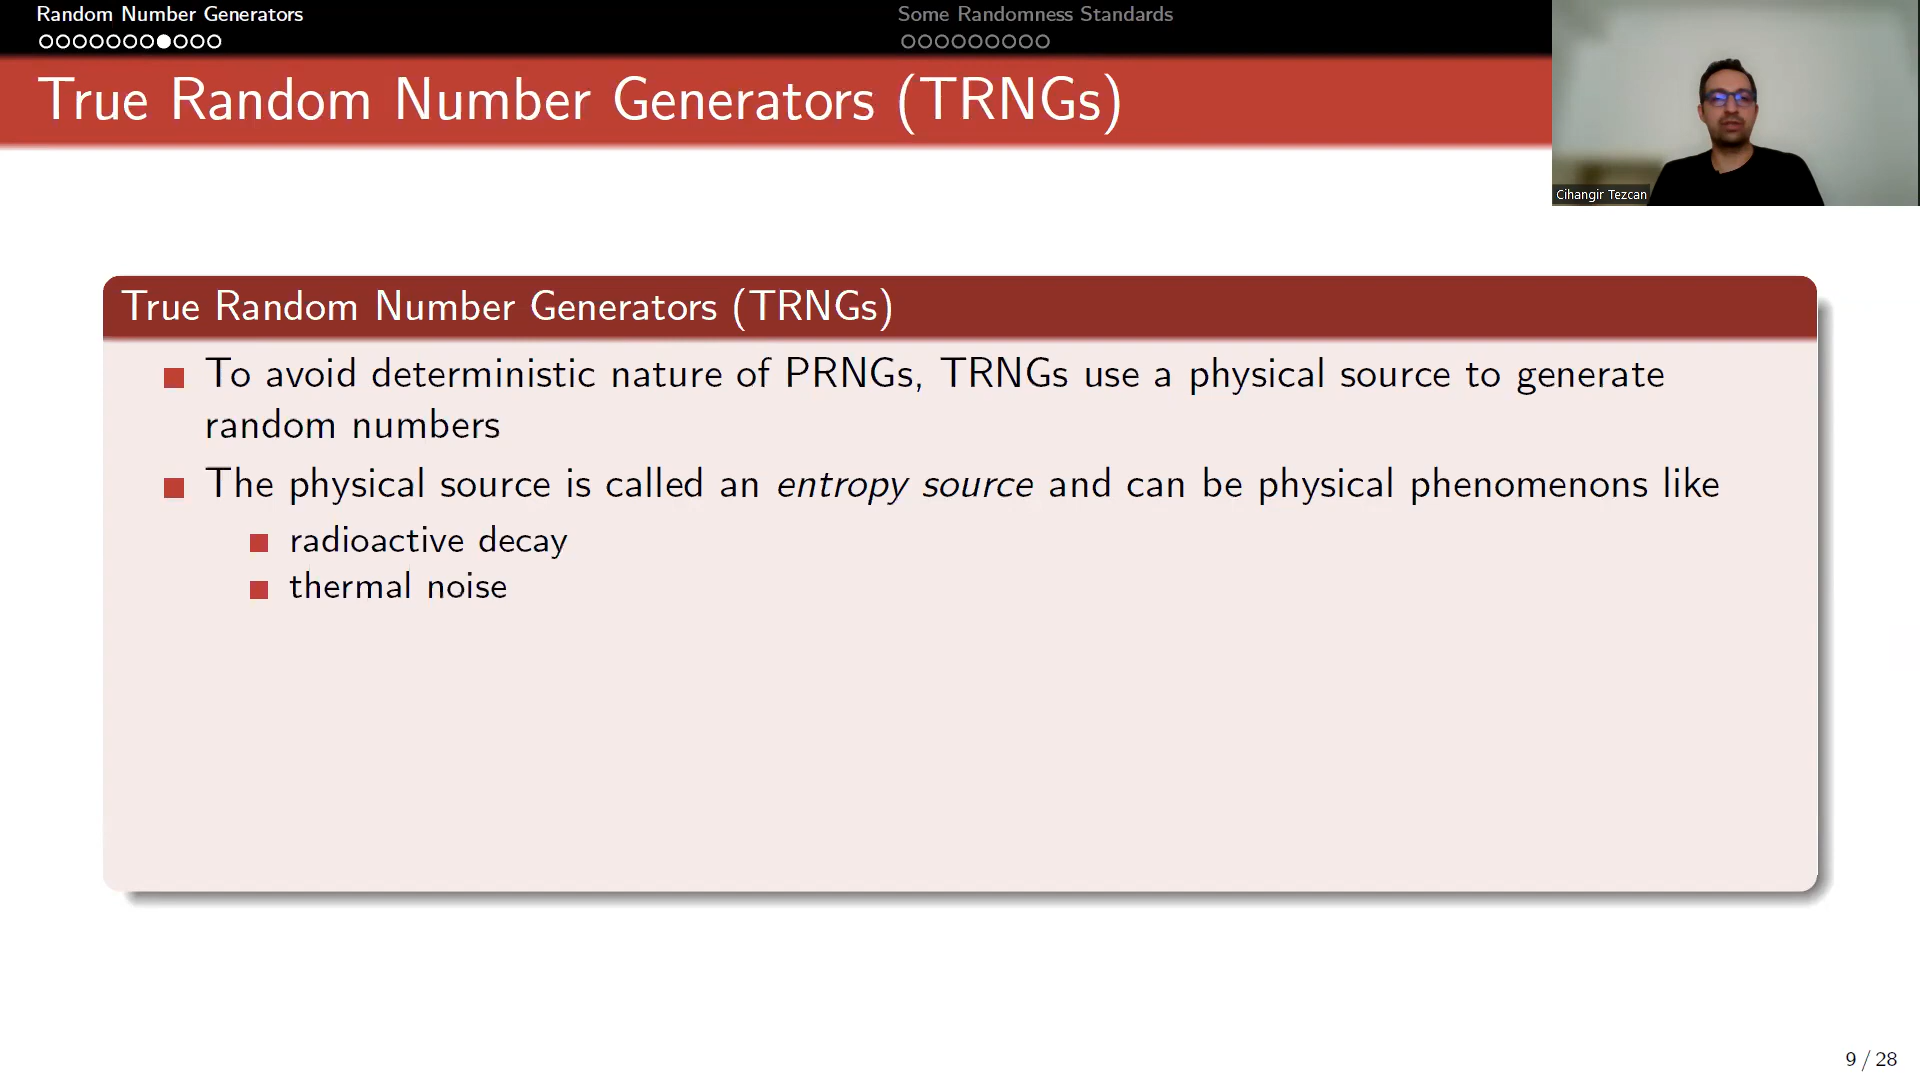 Random Number Generators
Some Randomness Standards
True Random Number Generators (TRNGs)
Cihangir Tezcan
True Random Number Generators (TRNGs)
To avoid deterministic nature of PRNGs, TRNGs use a physical source to generate
random numbers
The physical source is called an entropy source and can be physical phenomenons like
radioactive decay
thermal noise
9 / 28